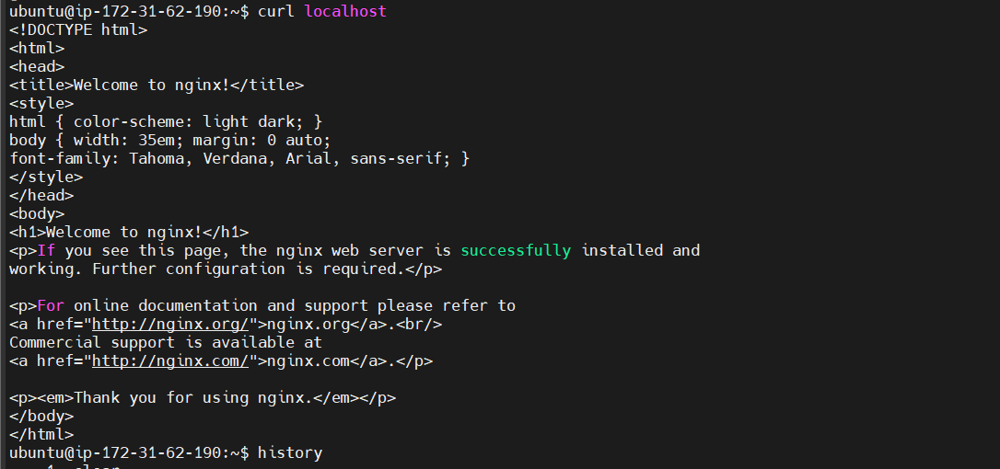 ubuntu@ip-172-31-62-190:~$ curl localhost
<!DOCTYPE html>
<html>
<head>
<title>Welcome to nginx!</title>
<style>
html { color-scheme: light dark; }
body { width: 35em; margin: 0 auto;
font-family: Tahoma, Verdana, Arial, sans-serif; }
</style>
</head>
<body>
<h1>Welcome to nginx!</h1>
<p>If you see this page, the nginx web server is successfully installed and
working. Further configuration is required.</p>

<p>For online documentation and support please refer to
<a href="http://nginx.org/">nginx.org</a>.<br/>
Commercial support is available at
<a href="http://nginx.com/">nginx.com</a>.</p>

<p><em>Thank you for using nginx.</em></p>
</body>
</html>
ubuntu@ip-172-31-62-190:~$ history